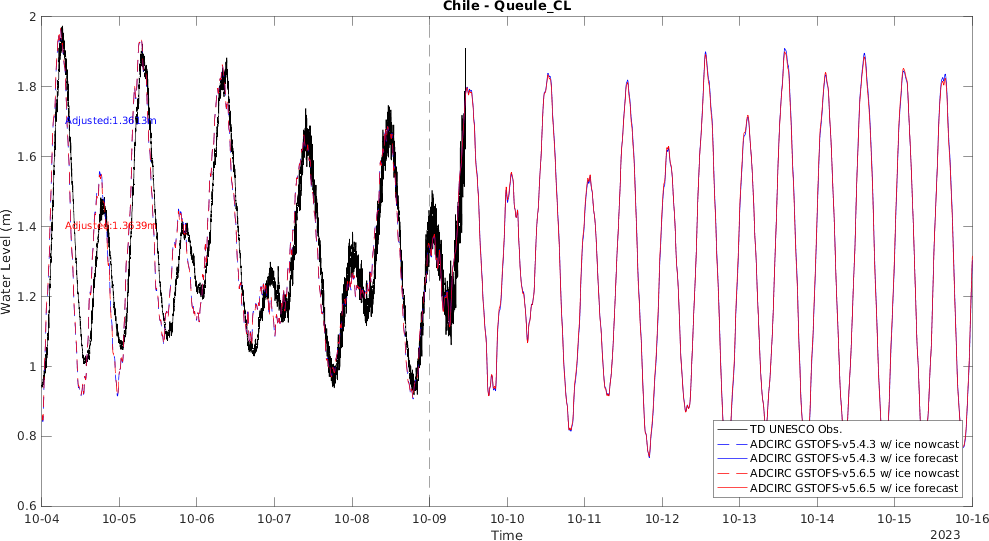 Chile - Queule_CL
Water Level (m)
2
1.8
1.6
1.4
1.2
1
0.8
0.6
Adjusted:1.3613m
Adjusted:1.3639m
TD UNESCO Obs.
ADCIRC GSTOFS-v5.4.3 w/ ice nowcast
ADCIRC GSTOFS-v5.4.3 w/ ice forecast
ADCIRC GSTOFS-v5.6.5 w/ ice nowcast
ADCIRC GSTOFS-v5.6.5 w/ ice forecast
10-04 10-05 10-06 10-07 10-08 10-09 10-10 10-11 10-12 10-13 10-14 10-15 10-16
Time
2023